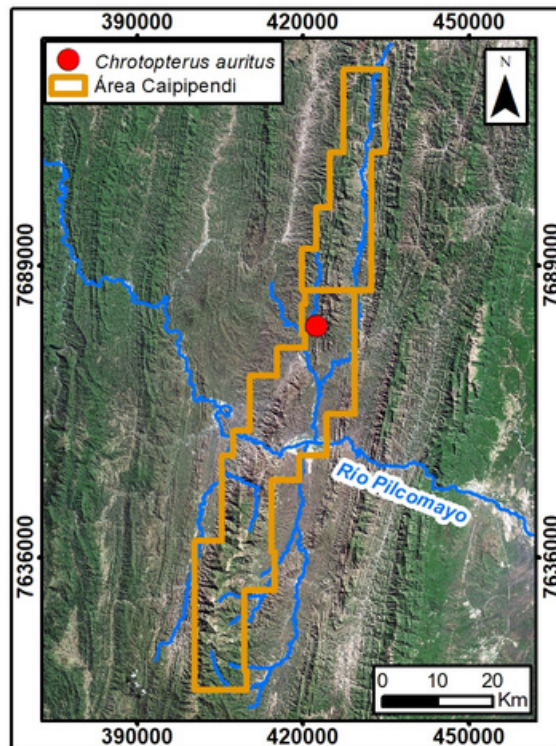 390000 420000 450000
Chrotopterus auritus
Área Caipipendi
N
7689000 7689000
Río Pilcomayo
7636000 7636000
0 10 20
Km
390000 420000 450000